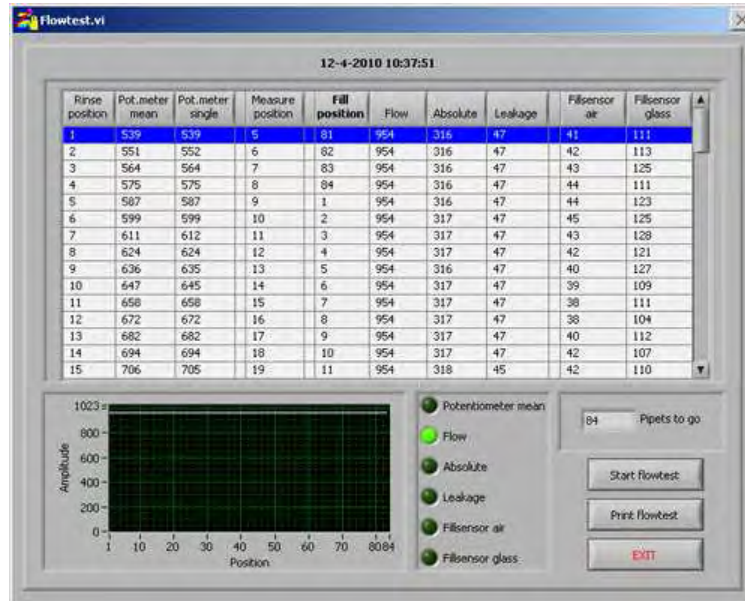 Flowtest.vi
12-4-2010 10:37:51
Rinse position Pot.meter mean Pot.meter single Measure position Fill position Flow Absolute Leakage Fillsensor air Fillsensor glass
1 539 539 5 81 954 316 47 41 111
2 551 552 6 82 954 316 47 42 113
3 564 564 7 83 954 316 47 43 125
4 575 575 8 84 954 316 47 44 111
5 587 587 9 1 954 316 47 44 123
6 599 599 10 2 954 317 47 45 125
7 611 612 11 3 954 317 47 43 128
8 624 624 12 4 954 317 47 42 121
9 636 635 13 5 954 316 47 40 127
10 647 645 14 6 954 317 47 39 109
11 658 658 15 7 954 317 47 38 111
12 672 672 16 8 954 317 47 38 104
13 682 682 17 9 954 317 47 40 112
14 694 694 18 10 954 317 47 42 107
15 706 705 19 11 954 318 45 42 110
1023
800
600
400
200
0
Amplitude
1 10 20 30 40 50 60 70 80 84
Position
Potentiometer mean
Flow
Absolute
Leakage
Fillsensor air
Fillsensor glass
84 Pipets to go
Start flowtest
Print flowtest
EXIT